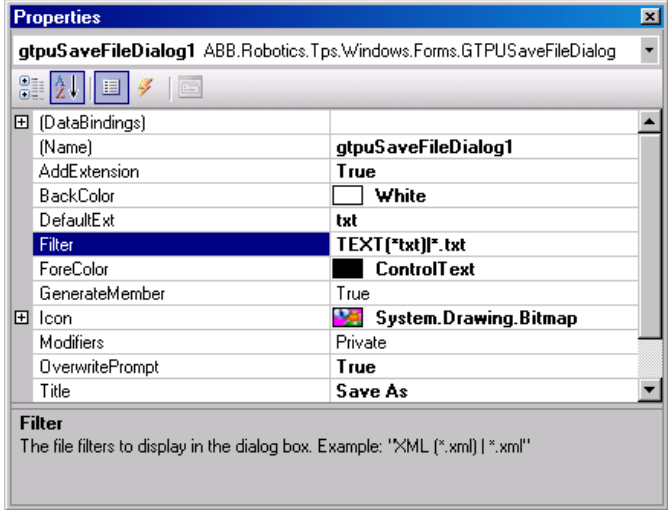 Properties
gtpuSaveFileDialog1 ABB.Robotics.Tps.Windows.Forms.GTPUSaveFileDialog
(DataBindings)
(Name) gtpuSaveFileDialog1
AddExtension True
BackColor White
DefaultExt txt
Filter TEXT(*txt)|*.txt
ForeColor ControlText
GenerateMember True
Icon System.Drawing.Bitmap
Modifiers Private
OverwritePrompt True
Title Save As
Filter
The file filters to display in the dialog box. Example: "XML (*.xml) | *.xml"